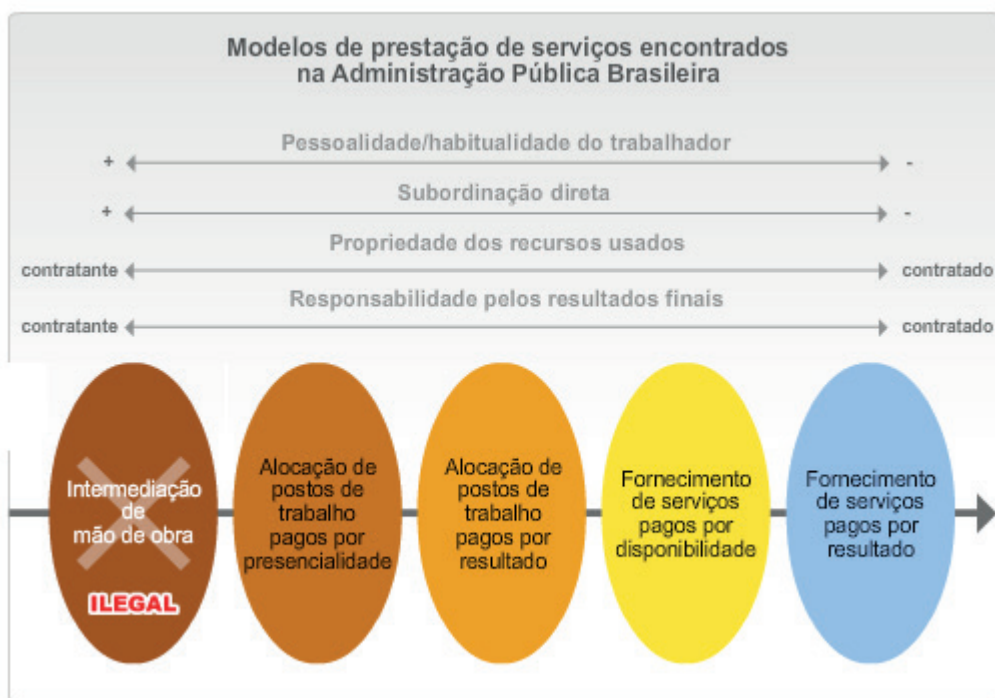 Modelos de prestação de serviços encontrados
na Administração Pública Brasileira
Pessoalidade/habitualidade do trabalhador
+ -
Subordinação direta
+ -
Propriedade dos recursos usados
contratante contratado
Responsabilidade pelos resultados finais
contratante contratado
Intermediação
de
mão de obra
ILEGAL
Alocação de
postos de
trabalho
pagos por
presencialidade
Alocação de
postos de
trabalho
pagos por
resultado
Fornecimento
de serviços
pagos por
disponibilidade
Fornecimento
de serviços
pagos por
resultado